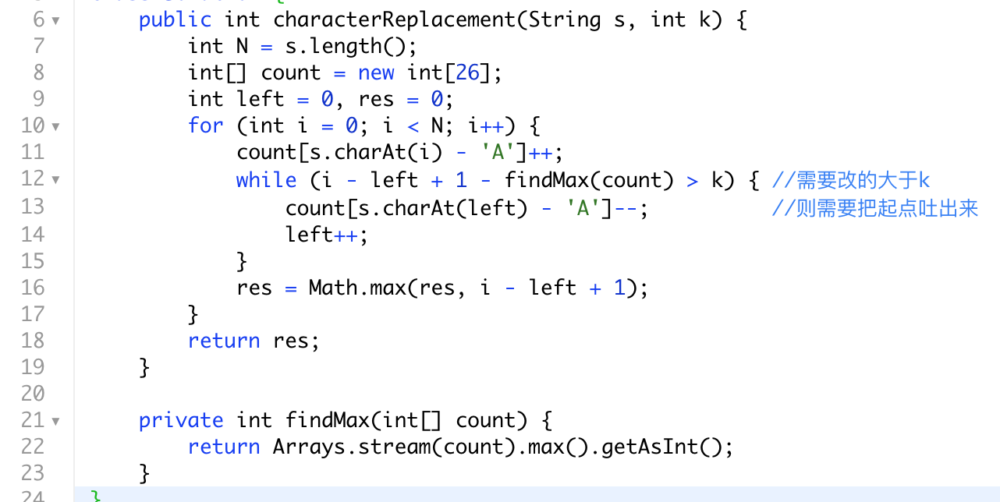 6 public int characterReplacement(String s, int k) {
7 int N = s.length();
8 int[] count = new int[26];
9 int left = 0, res = 0;
10 for (int i = 0; i < N; i++) {
11 count[s.charAt(i) - 'A']++;
12 while (i - left + 1 - findMax(count) > k) { //需要改的大于k
13 count[s.charAt(left) - 'A']--; //则需要把起点吐出来
14 left++;
15 }
16 res = Math.max(res, i - left + 1);
17 }
18 return res;
19 }
20
21 private int findMax(int[] count) {
22 return Arrays.stream(count).max().getAsInt();
23 }
24 }